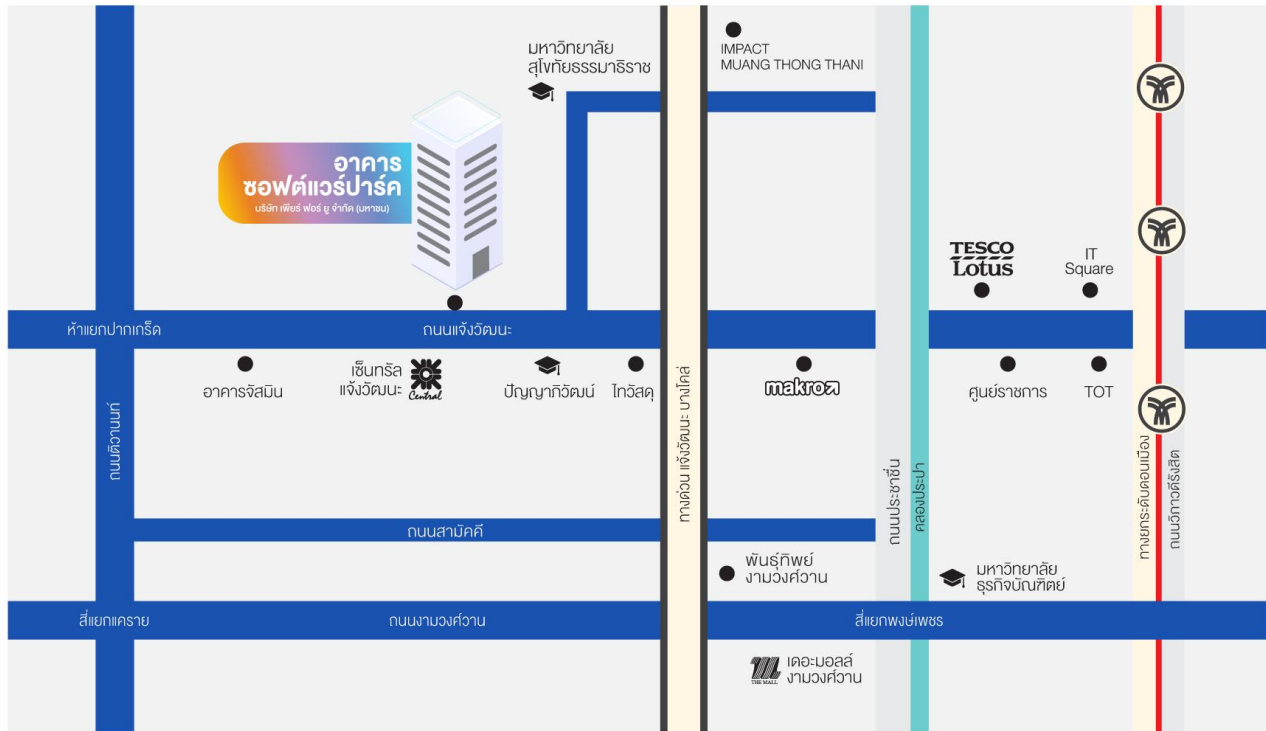 มหาวิทยาลัย
สุโขทัยธรรมาธิราช
IMPACT
MUANG THONG THANI
อาคาร
ซอฟต์แวร์ปาร์ค
บริษัท เพียร์ ฟอร์ ยู จำกัด (มหาชน)
TESCO
Lotus
IT
Square
ห้าแยกปากเกร็ด
ถนนแจ้งวัฒนะ
อาคารจัสมิน
เซ็นทรัล
แจ้งวัฒนะ
Central
ปัญญาภิวัฒน์
ไทวัสดุ
makro
ศูนย์ราชการ
TOT
ถนนติวานนท์
ทางด่วน แจ้งวัฒนะ บางโคล่
ถนนประชาชื่น
คลองประปา
ทางยกระดับดอนเมือง
ถนนวิภาวดีรังสิต
ถนนสามัคคี
พันธุ์ทิพย์
งามวงศ์วาน
มหาวิทยาลัย
ธุรกิจบัณฑิตย์
สี่แยกแคราย
ถนนงามวงศ์วาน
สี่แยกพงษ์เพชร
THE MALL
เดอะมอลล์
งามวงศ์วาน